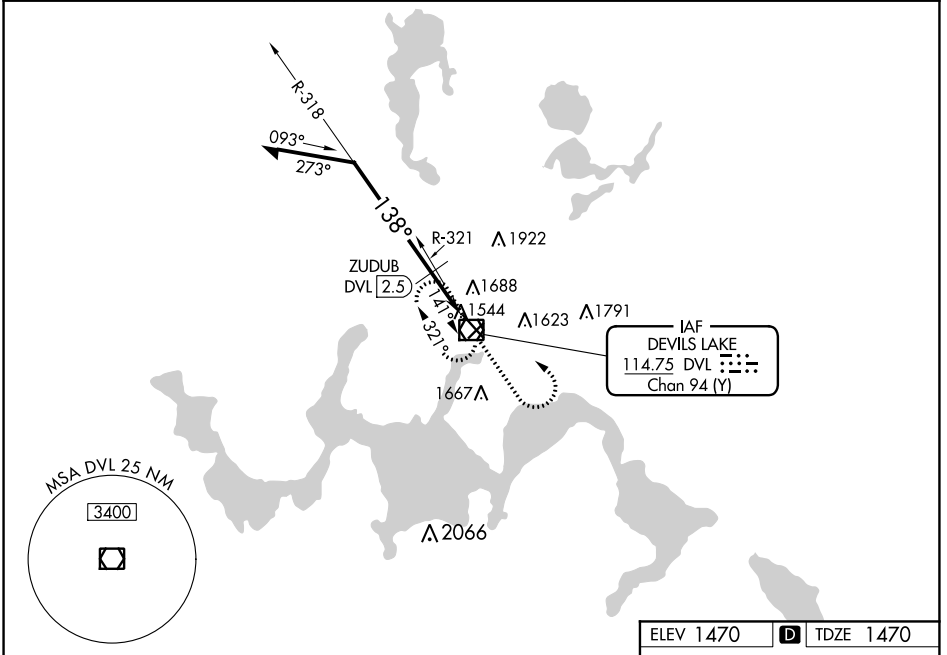 R-318
093°
273°
138°
R-321
1922
ZUDUB
DVL 2.5
1688
141°
1544
1623
1791
321°
IAF
DEVILS LAKE
114.75 DVL
Chan 94 (Y)
1667
MSA DVL 25 NM
3400
2066
ELEV 1470 D TDZE 1470